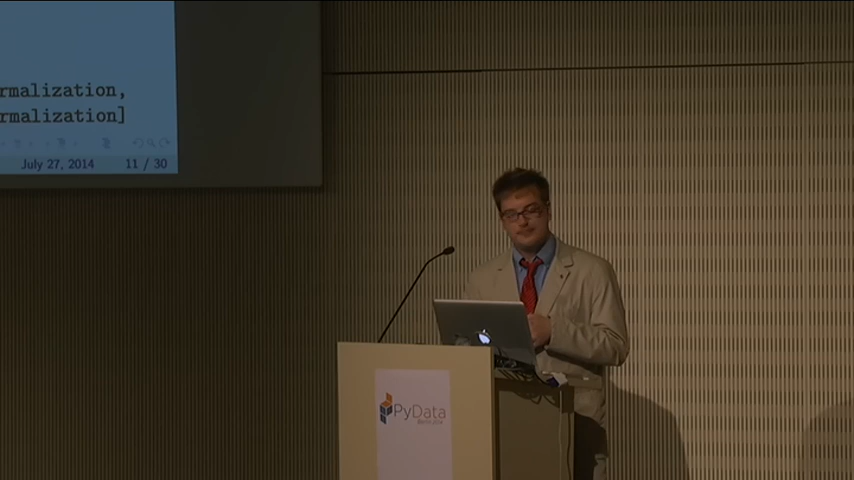 rmalization,
rmalization]
July 27, 2014 11 / 30
PyData